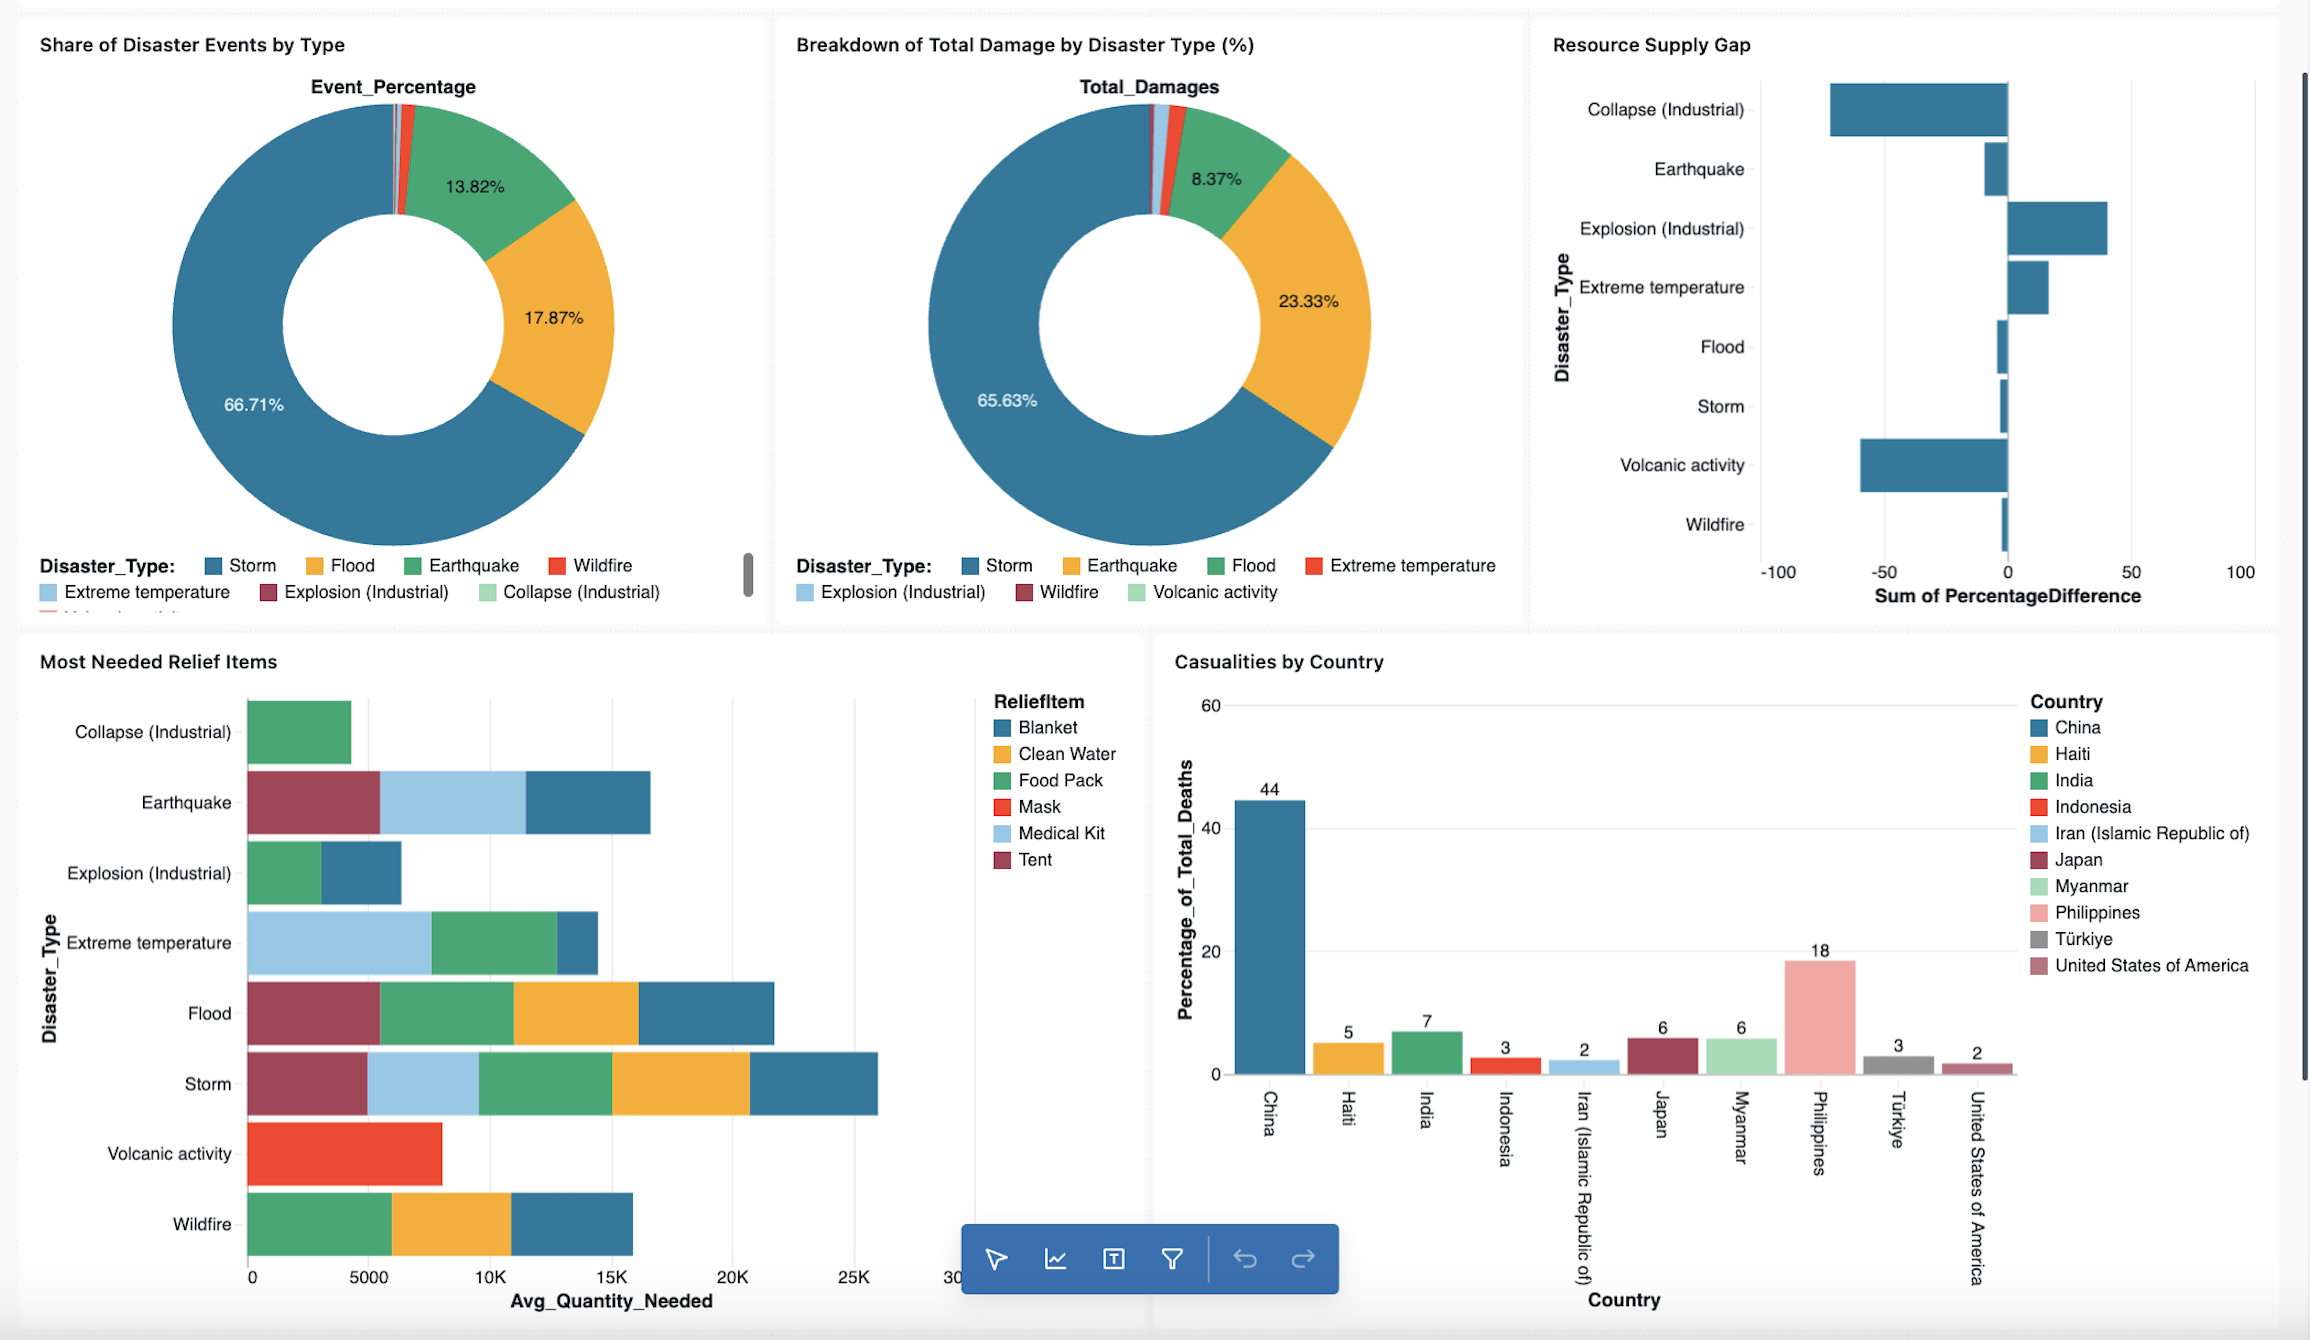 Share of Disaster Events by Type
Event_Percentage
13.82%
17.87%
66.71%
Disaster_Type: Storm Flood Earthquake Wildfire
Extreme temperature Explosion (Industrial) Collapse (Industrial)
Breakdown of Total Damage by Disaster Type (%)
Total_Damages
8.37%
23.33%
65.63%
Disaster_Type: Storm Earthquake Flood Extreme temperature
Explosion (Industrial) Wildfire Volcanic activity
Resource Supply Gap
Disaster_Type
Collapse (Industrial)
Earthquake
Explosion (Industrial)
Extreme temperature
Flood
Storm
Volcanic activity
Wildfire
-100 -50 0 50 100
Sum of PercentageDifference
Most Needed Relief Items
Disaster_Type
Collapse (Industrial)
Earthquake
Explosion (Industrial)
Extreme temperature
Flood
Storm
Volcanic activity
Wildfire
0 5000 10K 15K 20K 25K 30
Avg_Quantity_Needed
ReliefItem
Blanket
Clean Water
Food Pack
Mask
Medical Kit
Tent
Casualities by Country
Percentage_of_Total_Deaths
60
40
20
0
44
5
7
3
2
6
6
18
3
2
China
Haiti
India
Indonesia
Iran (Islamic Republic of)
Japan
Myanmar
Philippines
Türkiye
United States of America
Country
Country
China
Haiti
India
Indonesia
Iran (Islamic Republic of)
Japan
Myanmar
Philippines
Türkiye
United States of America